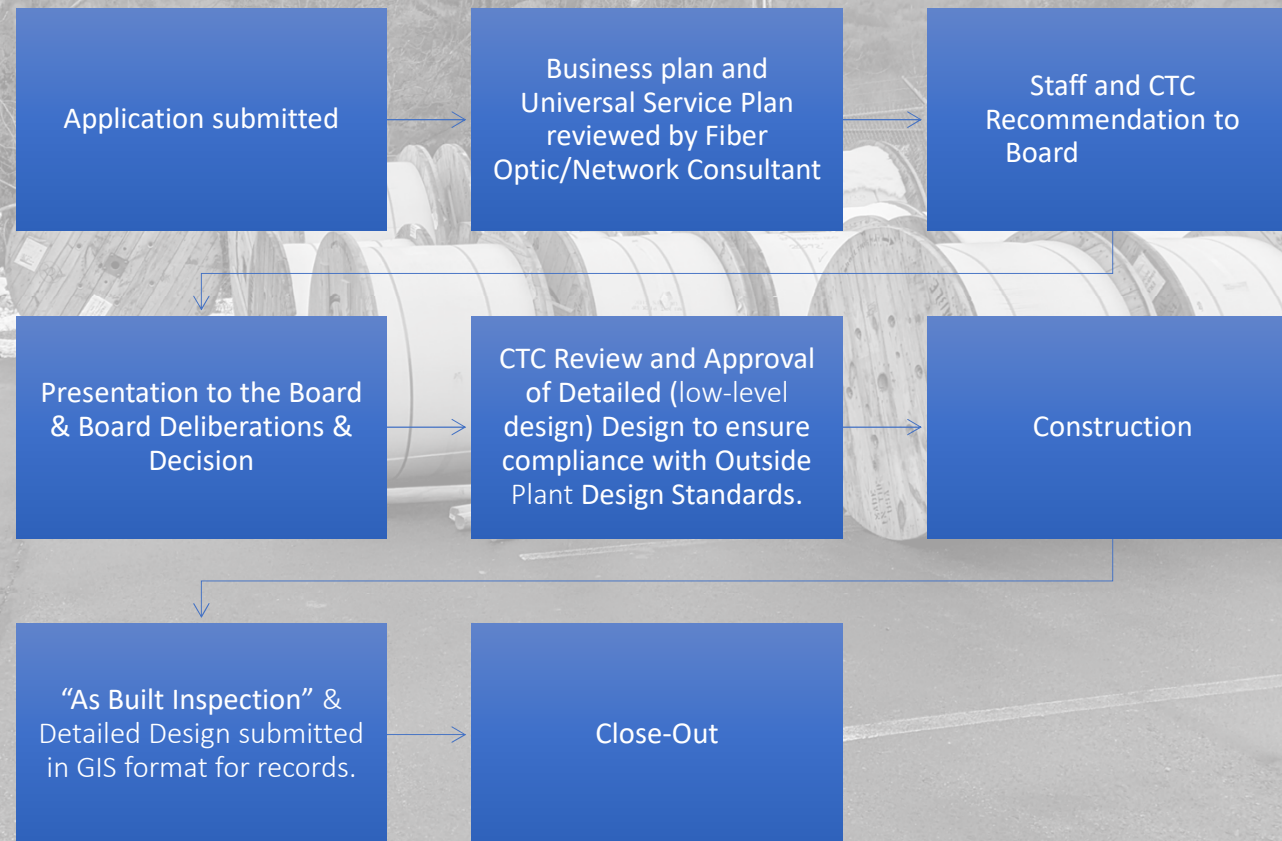 Application submitted
Business plan and
Universal Service Plan
reviewed by Fiber
Optic/Network Consultant
Staff and CTC
Recommendation to
Board
Presentation to the Board
& Board Deliberations &
Decision
CTC Review and Approval
of Detailed (low-level
design) Design to ensure
compliance with Outside
Plant Design Standards.
Construction
“As Built Inspection” &
Detailed Design submitted
in GIS format for records.
Close-Out